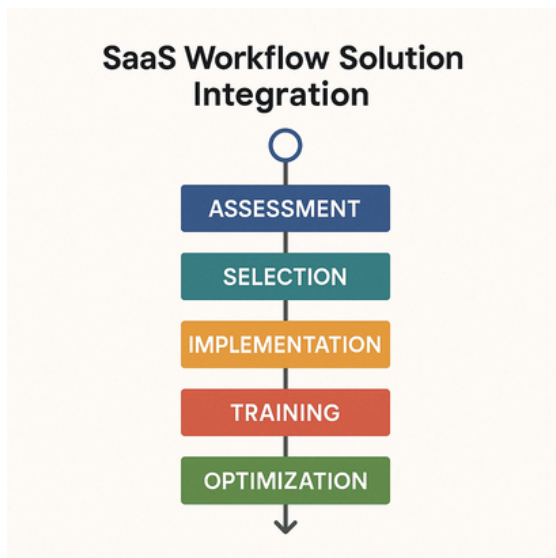 SaaS Workflow Solution
Integration
ASSESSMENT
SELECTION
IMPLEMENTATION
TRAINING
OPTIMIZATION